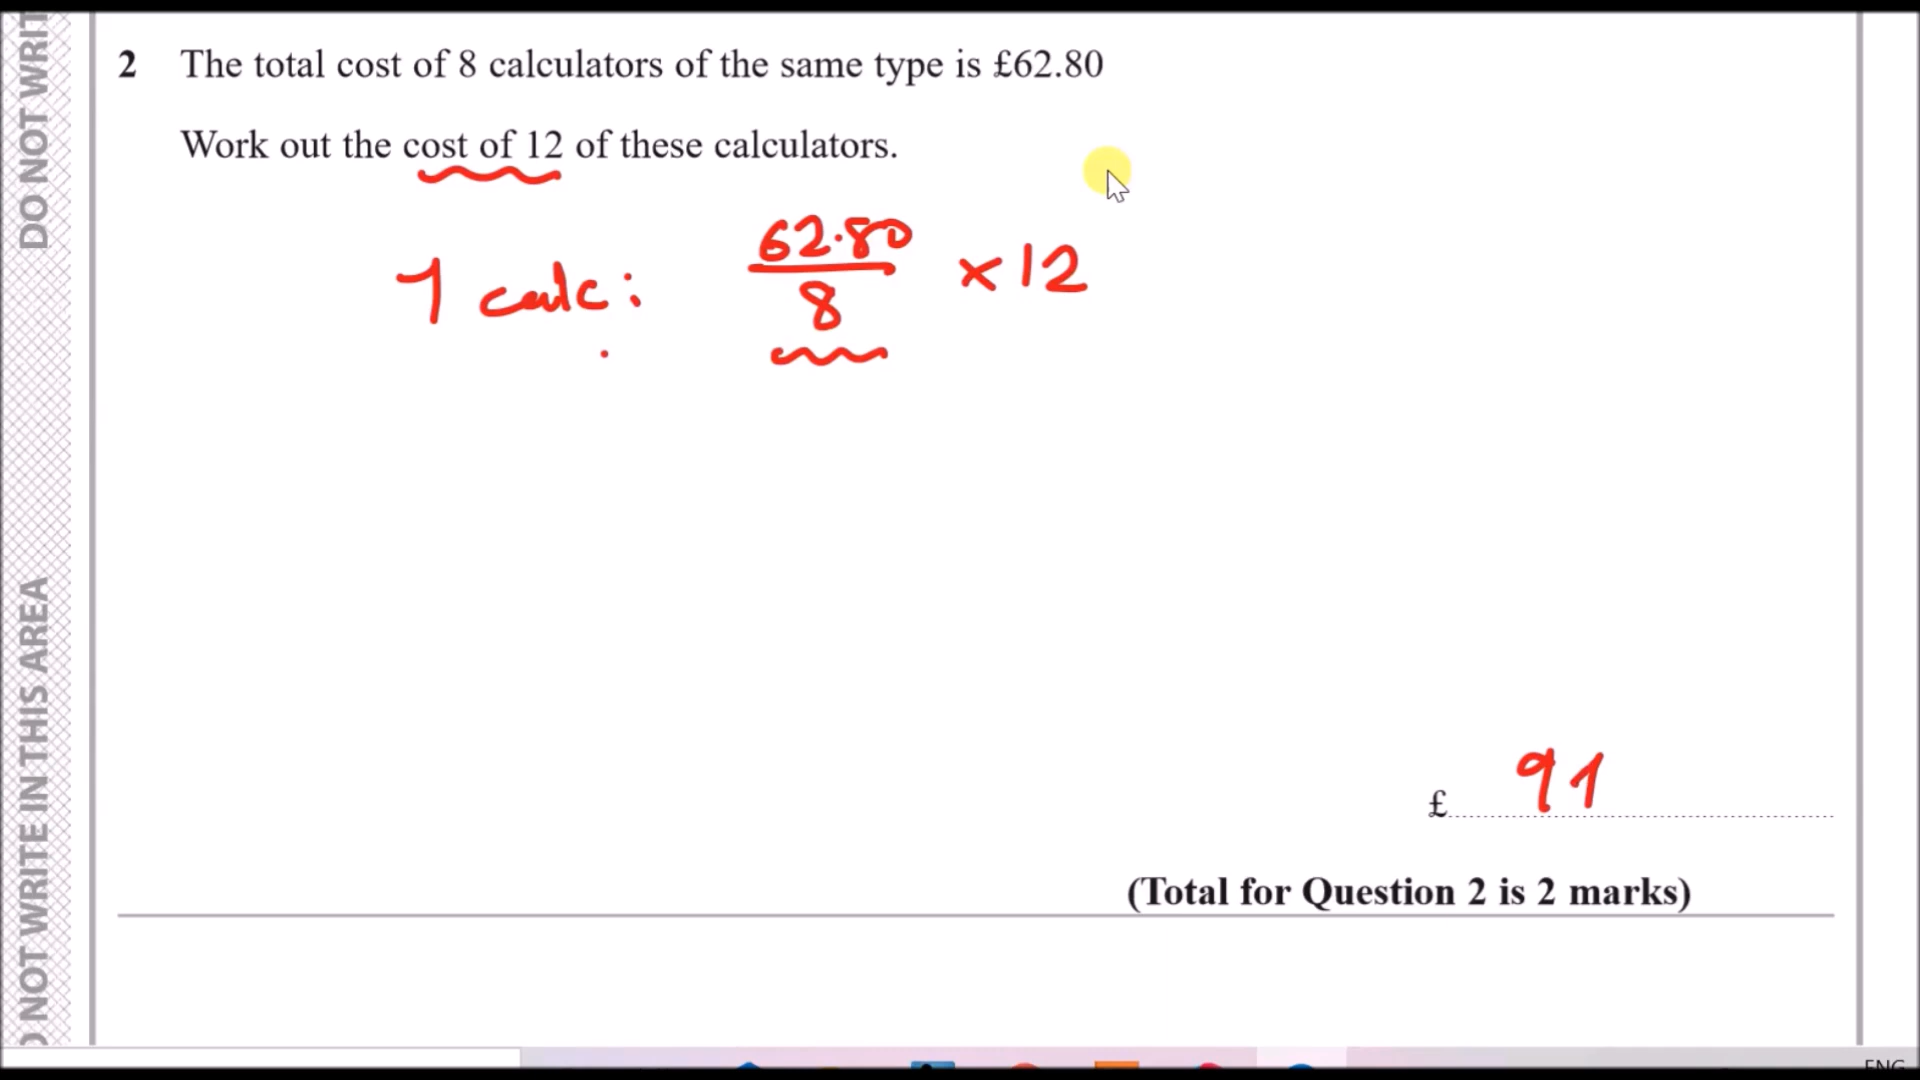 DO NOT WRIT
2 The total cost of 8 calculators of the same type is £62.80
Work out the cost of 12 of these calculators.
1 calc : 62.80 / 8 × 12
DO NOT WRITE IN THIS AREA
£ 91
(Total for Question 2 is 2 marks)
ENG